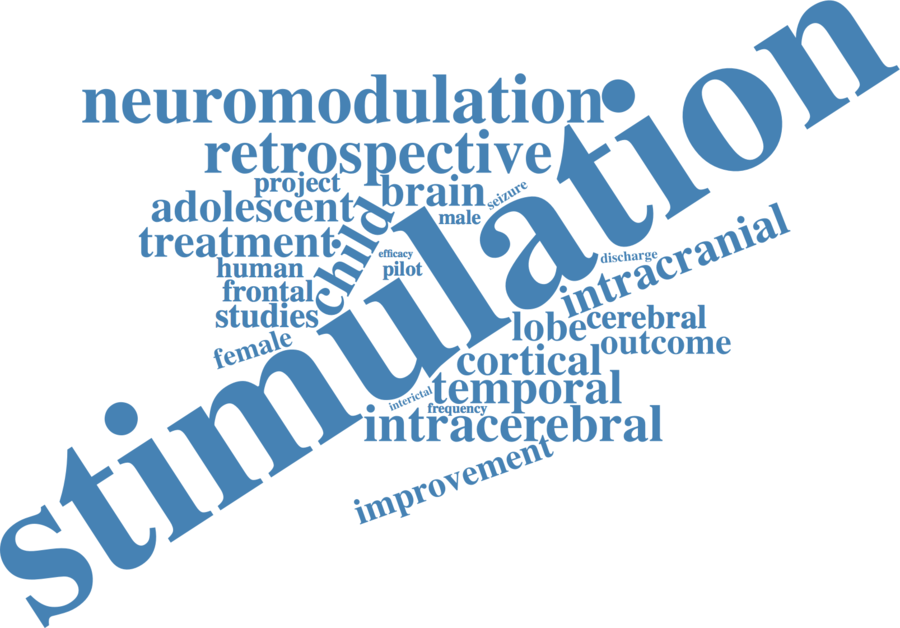 stimulation
neuromodulation
retrospective
project
brain
seizure
adolescent
male
child
treatment
efficacy
discharge
human
pilot
intracranial
frontal
studies
lobe
cerebral
female
outcome
cortical
temporal
interictal
frequency
intracerebral
improvement